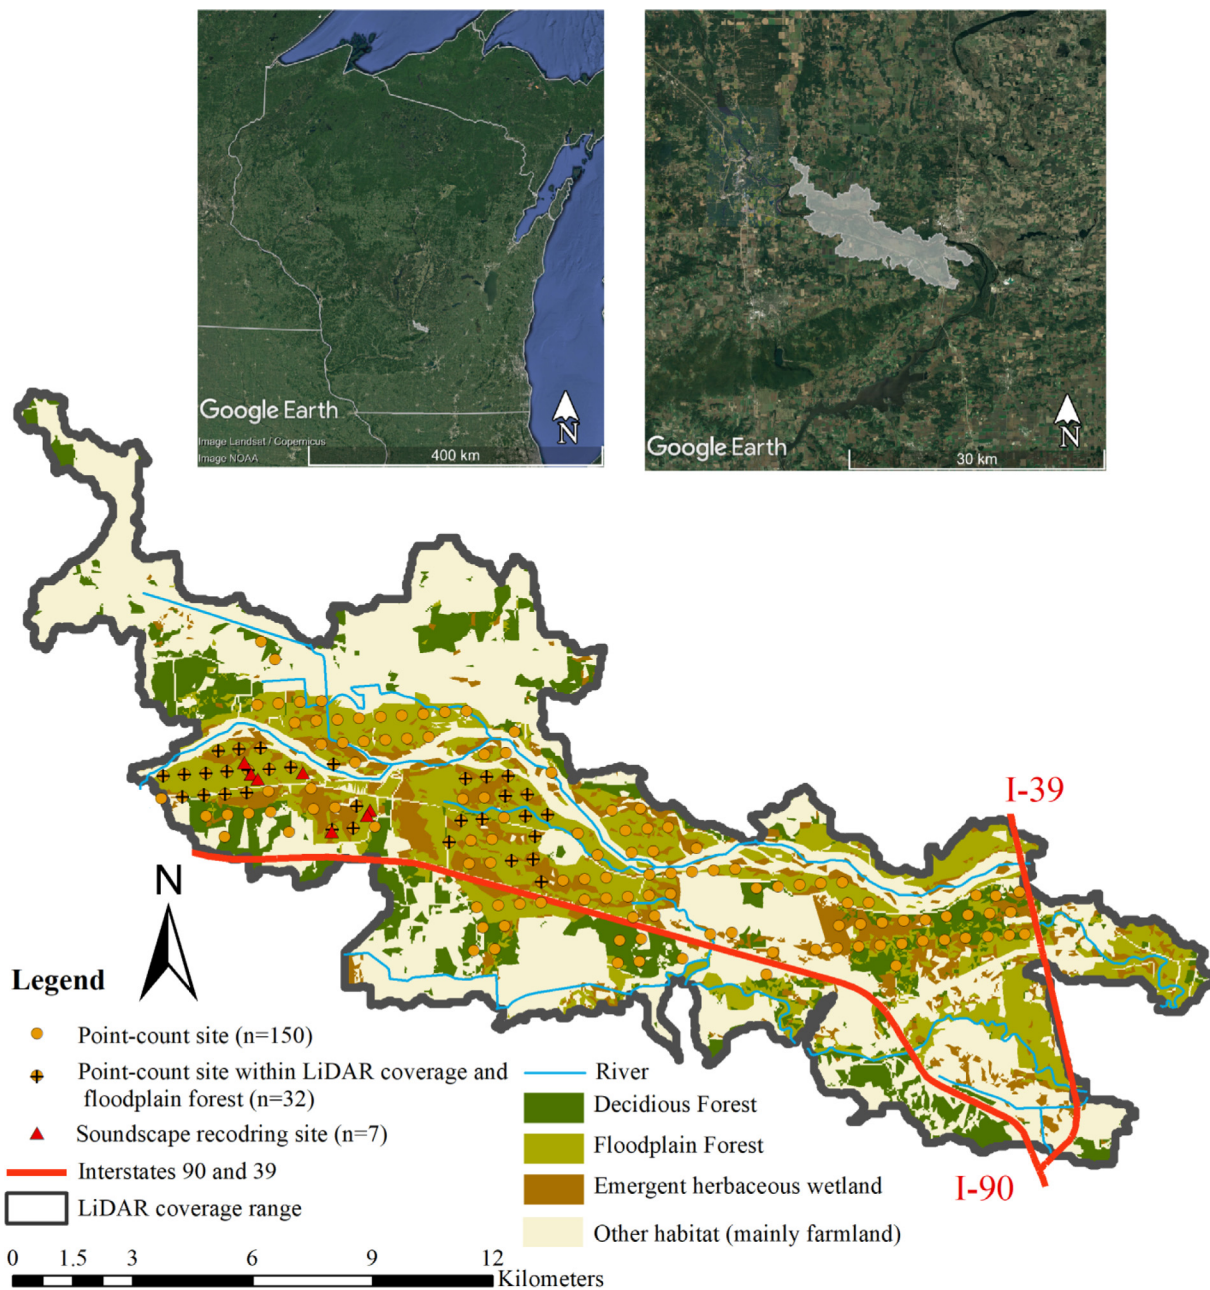 Google Earth
Image Landsat / Copernicus
Image NOAA
400 km
N
Google Earth
30 km
N
I-39
N
I-90
Legend
Point-count site (n=150)
Point-count site within LiDAR coverage and
floodplain forest (n=32)
Soundscape recodring site (n=7)
Interstates 90 and 39
LiDAR coverage range
River
Decidious Forest
Floodplain Forest
Emergent herbaceous wetland
Other habitat (mainly farmland)
0 1.5 3 6 9 12
Kilometers